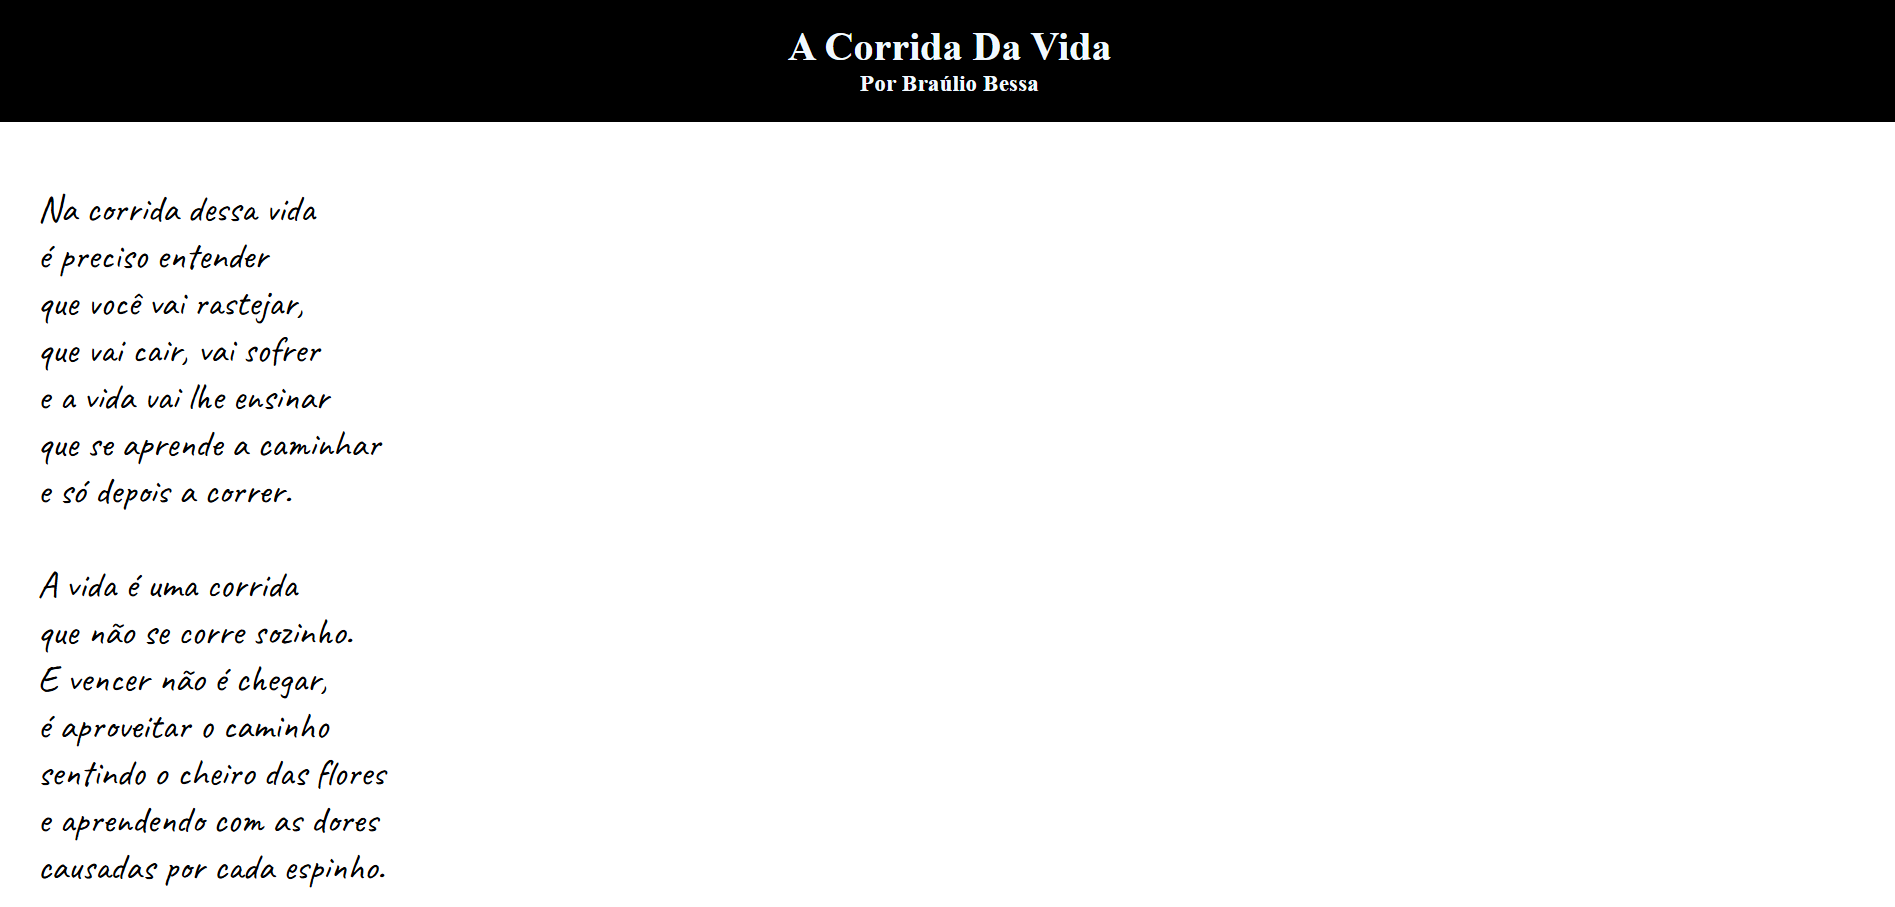 A Corrida Da Vida
Por Braúlio Bessa
Na corrida dessa vida
é preciso entender
que você vai rastejar,
que vai cair, vai sofrer
e a vida vai lhe ensinar
que se aprende a caminhar
e só depois a correr.
A vida é uma corrida
que não se corre sozinho.
E vencer não é chegar,
é aproveitar o caminho
sentindo o cheiro das flores
e aprendendo com as dores
causadas por cada espinho.